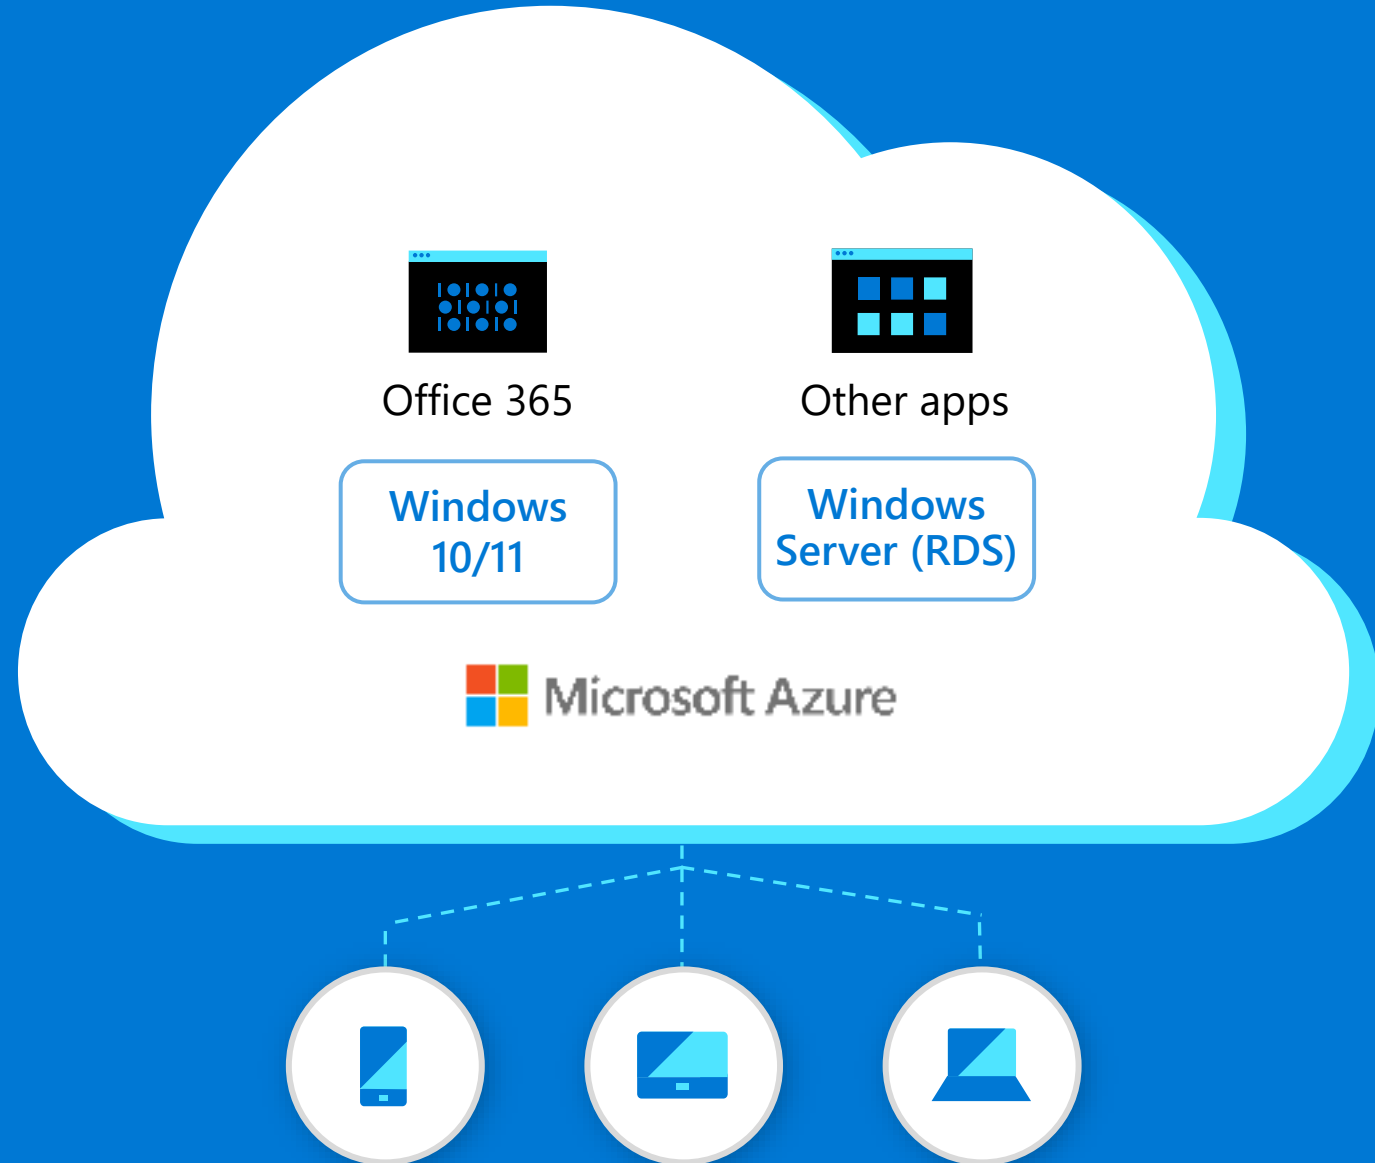 Office 365
Other apps
Windows
10/11
Windows
Server (RDS)
Microsoft Azure